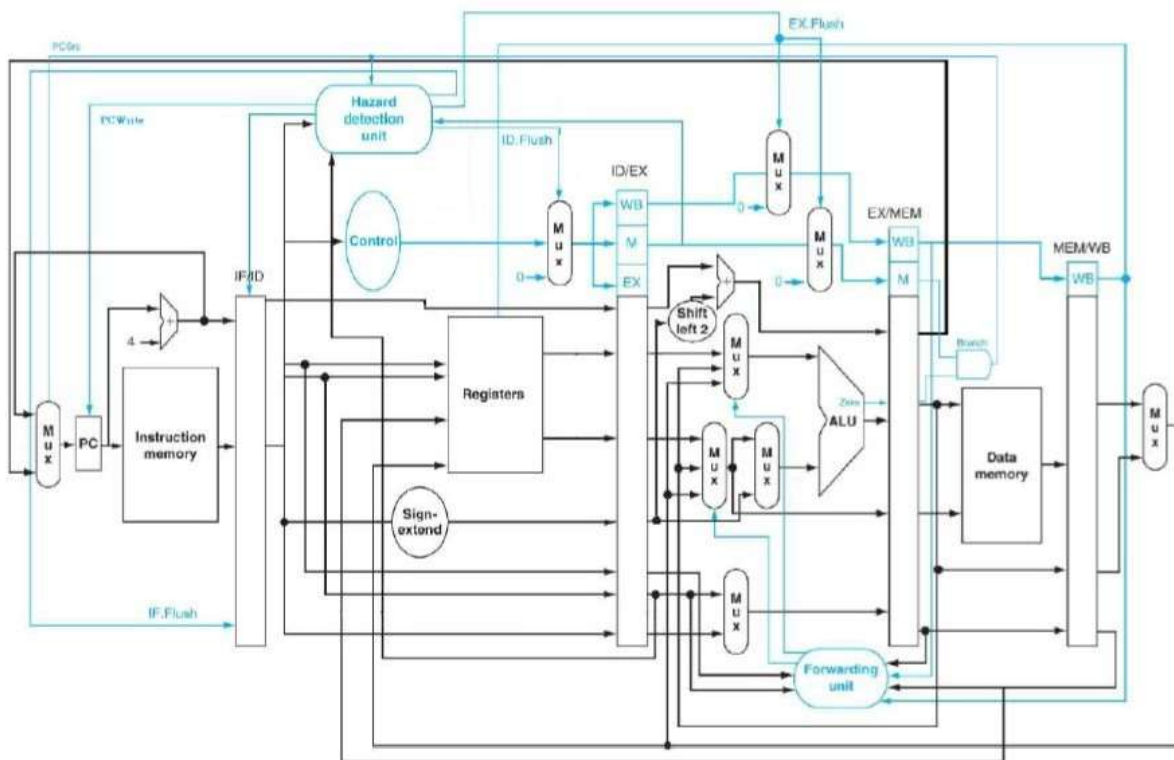 EX.Flush
PCSrc
Hazard
detection
unit
PCWrite
ID.Flush
M
u
x
ID/EX
WB
0
M
u
x
EX/MEM
Control
M
u
x
M
0
WB
MEM/WB
IF/ID
0
EX
M
WB
Shift
left 2
+
+
4
M
u
x
Branch
Registers
Zero
ALU
M
u
x
PC
Instruction
memory
M
u
x
M
u
x
Data
memory
M
u
x
Sign-
extend
M
u
x
IF.Flush
Forwarding
unit